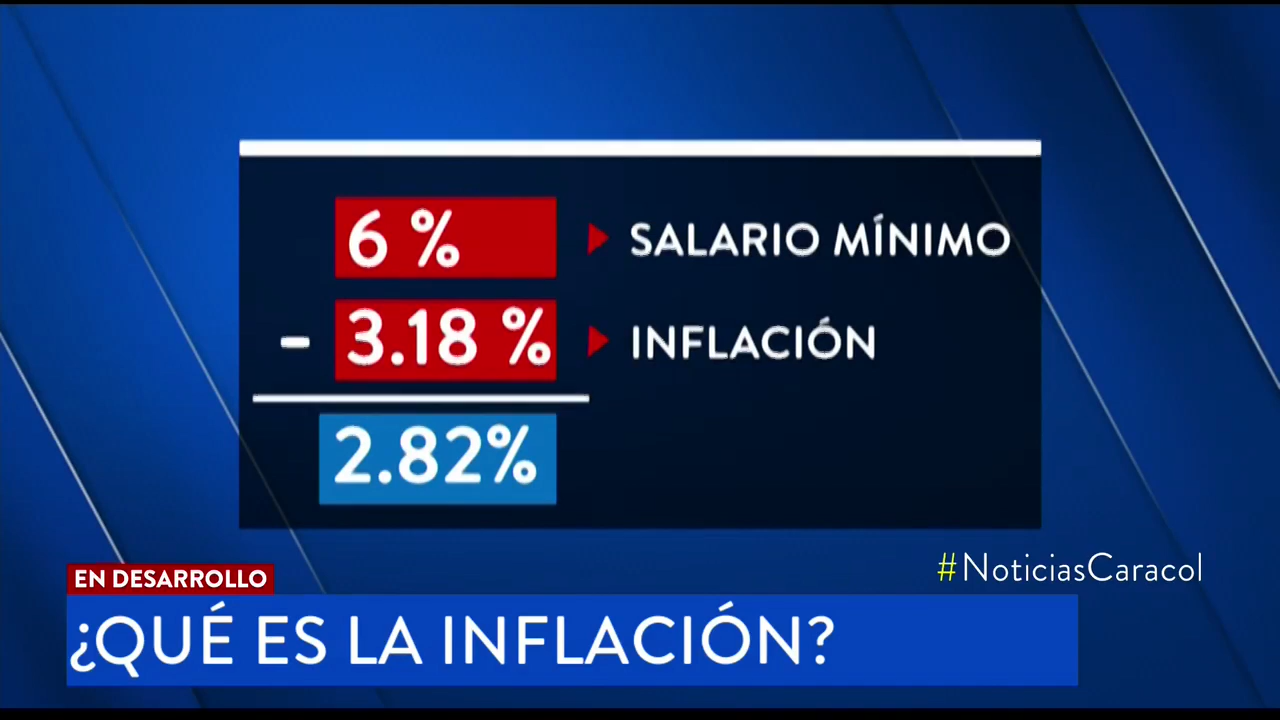 6 % SALARIO MÍNIMO
- 3.18 % INFLACIÓN
2.82%
#NoticiasCaracol
EN DESARROLLO
¿QUÉ ES LA INFLACIÓN?